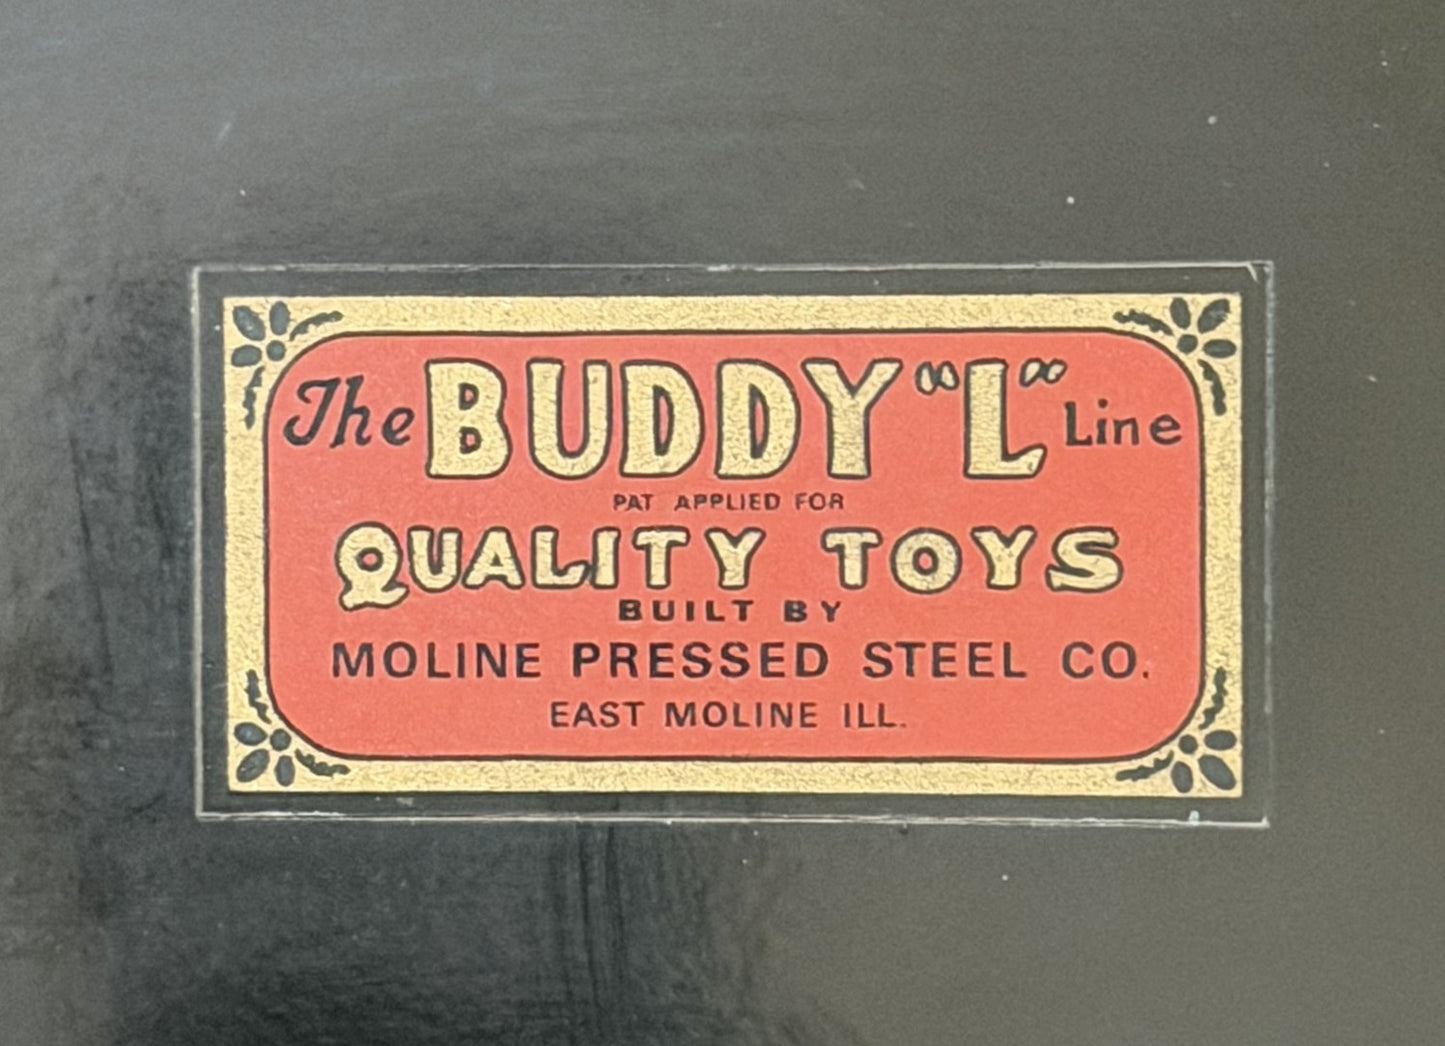 The BUDDY "L" Line
PAT APPLIED FOR
QUALITY TOYS
BUILT BY
MOLINE PRESSED STEEL CO.
EAST MOLINE ILL.